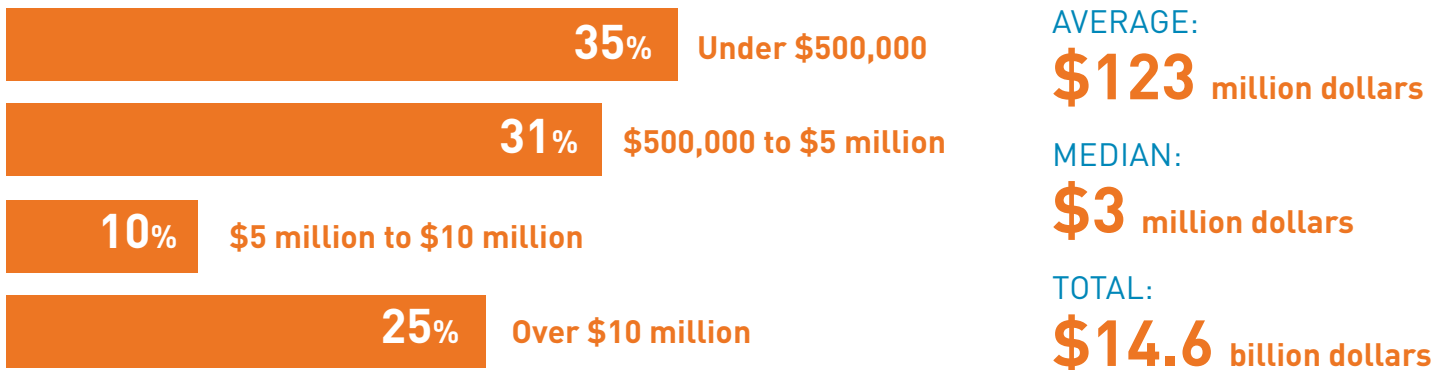 35% Under $500,000
31% $500,000 to $5 million
10% $5 million to $10 million
25% Over $10 million
AVERAGE:
$123 million dollars
MEDIAN:
$3 million dollars
TOTAL:
$14.6 billion dollars